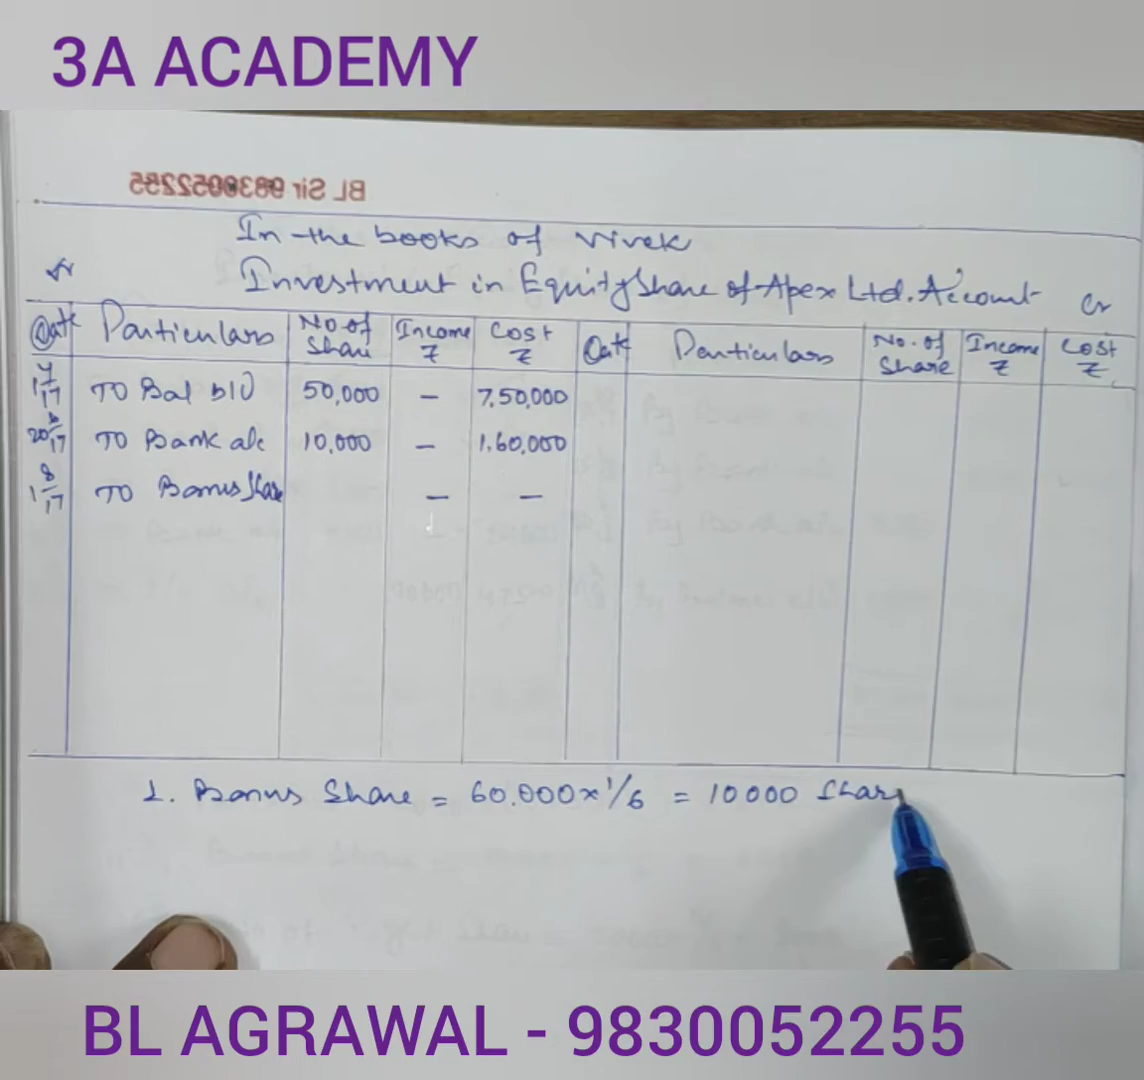 3A ACADEMY
BL Sir 9830052255
In the books of Vivek
Dr Investment in Equity Share of Apex Ltd. Account Cr
Date Particulars No of Share Income ₹ Cost ₹ Date Particulars No. of Share Income ₹ Cost ₹
1/4/17 TO Bal b/d 50,000 – 7,50,000
20/17 TO Bank a/c 10,000 – 1,60,000
1/8/17 TO Bonus Share – –
1. Bonus Share = 60,000 x 1/6 = 10000 Shar
BL AGRAWAL - 9830052255